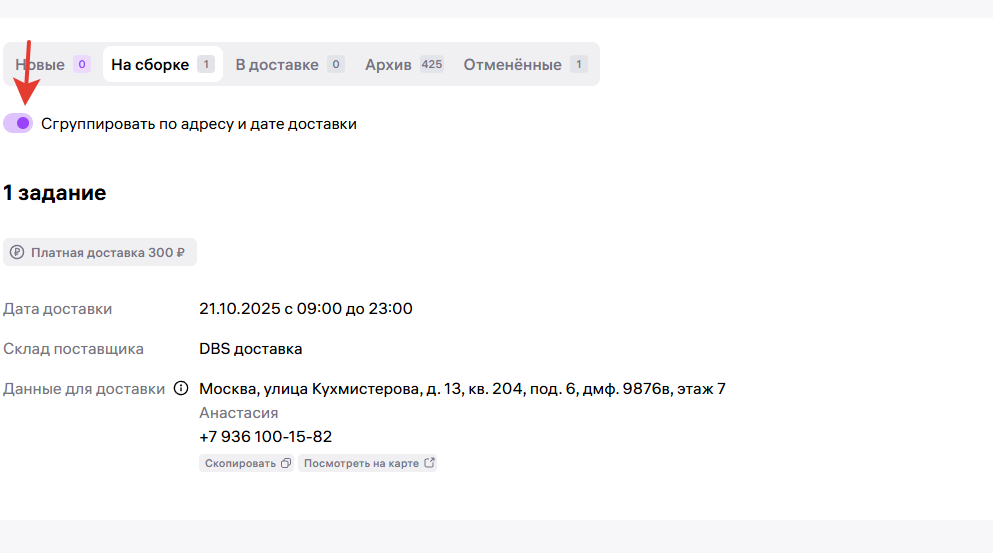 Новые 0 На сборке 1 В доставке 0 Архив 425 Отменённые 1
Сгруппировать по адресу и дате доставки
1 задание
Платная доставка 300 ₽
Дата доставки 21.10.2025 с 09:00 до 23:00
Склад поставщика DBS доставка
Данные для доставки Москва, улица Кухмистерова, д. 13, кв. 204, под. 6, дмф. 9876в, этаж 7
Анастасия
+7 936 100-15-82
Скопировать Посмотреть на карте